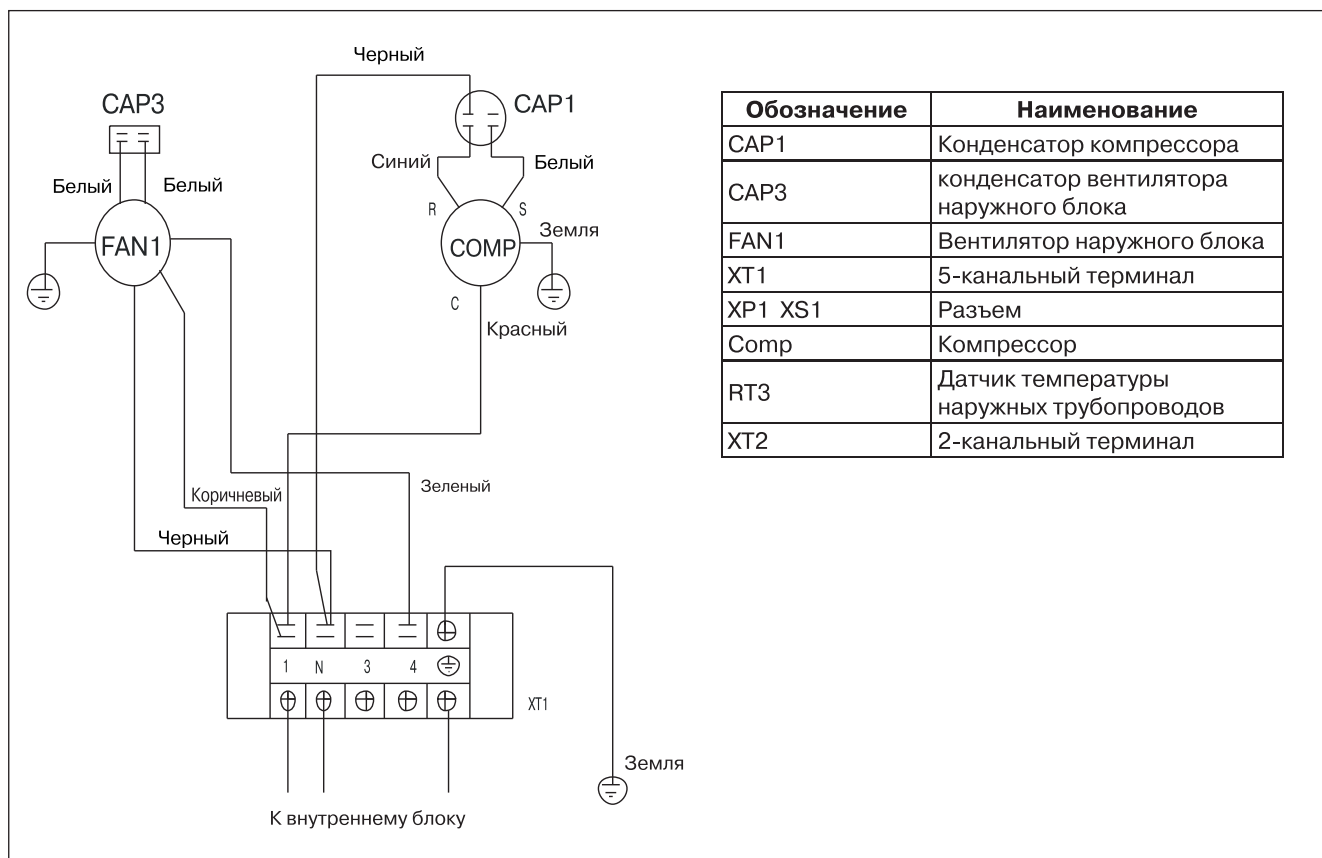 Черный
CAP3
CAP1
Синий
Белый
Белый
Белый
R
S
Земля
FAN1
COMP
C
Красный
Коричневый
Зеленый
Черный
1 N 3 4
XT1
Земля
К внутреннему блоку
Обозначение Наименование
CAP1 Конденсатор компрессора
CAP3 конденсатор вентилятора
наружного блока
FAN1 Вентилятор наружного блока
XT1 5-канальный терминал
XP1 XS1 Разъем
Comp Компрессор
RT3 Датчик температуры
наружных трубопроводов
XT2 2-канальный терминал